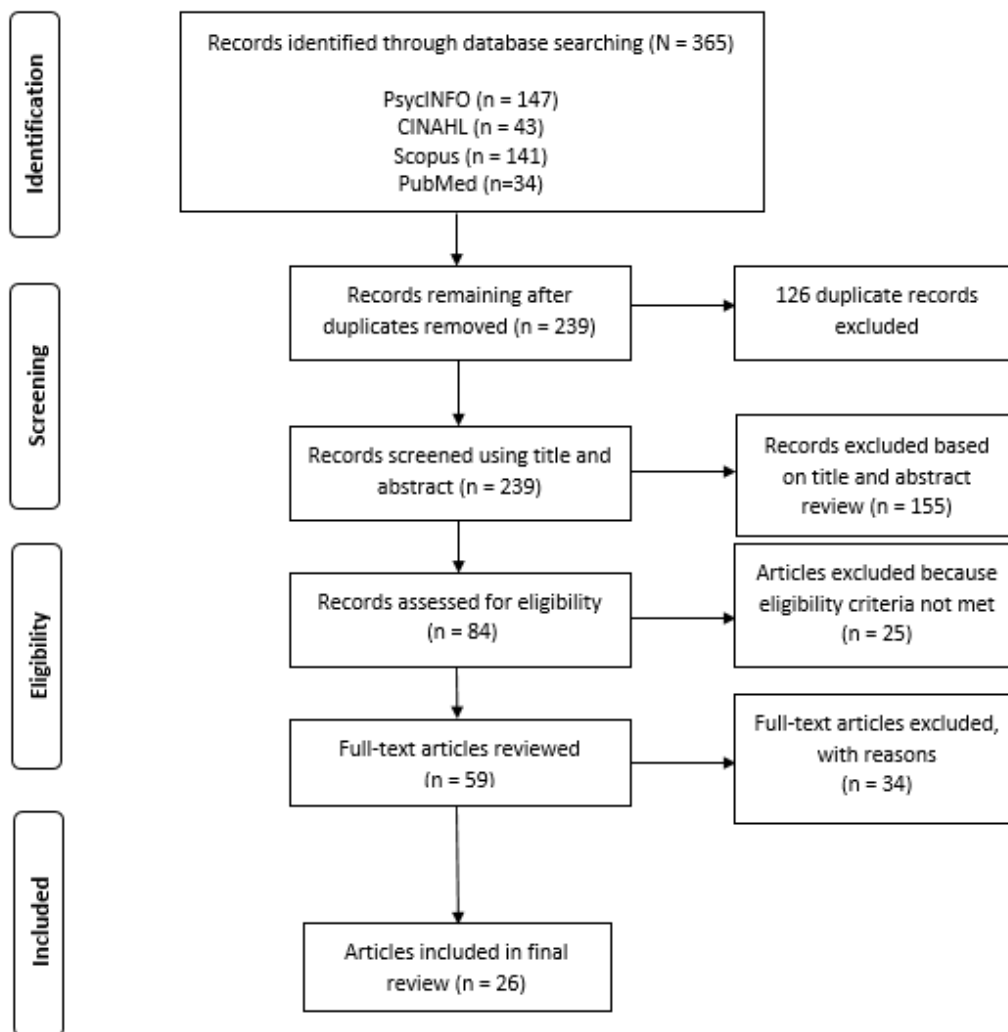 Identification
Records identified through database searching (N = 365)
PsycINFO (n = 147)
CINAHL (n = 43)
Scopus (n = 141)
PubMed (n=34)
Screening
Records remaining after
duplicates removed (n = 239)
126 duplicate records
excluded
Records screened using title and
abstract (n = 239)
Records excluded based
on title and abstract
review (n = 155)
Eligibility
Records assessed for eligibility
(n = 84)
Articles excluded because
eligibility criteria not met
(n = 25)
Full-text articles reviewed
(n = 59)
Full-text articles excluded,
with reasons
(n = 34)
Included
Articles included in final
review (n = 26)